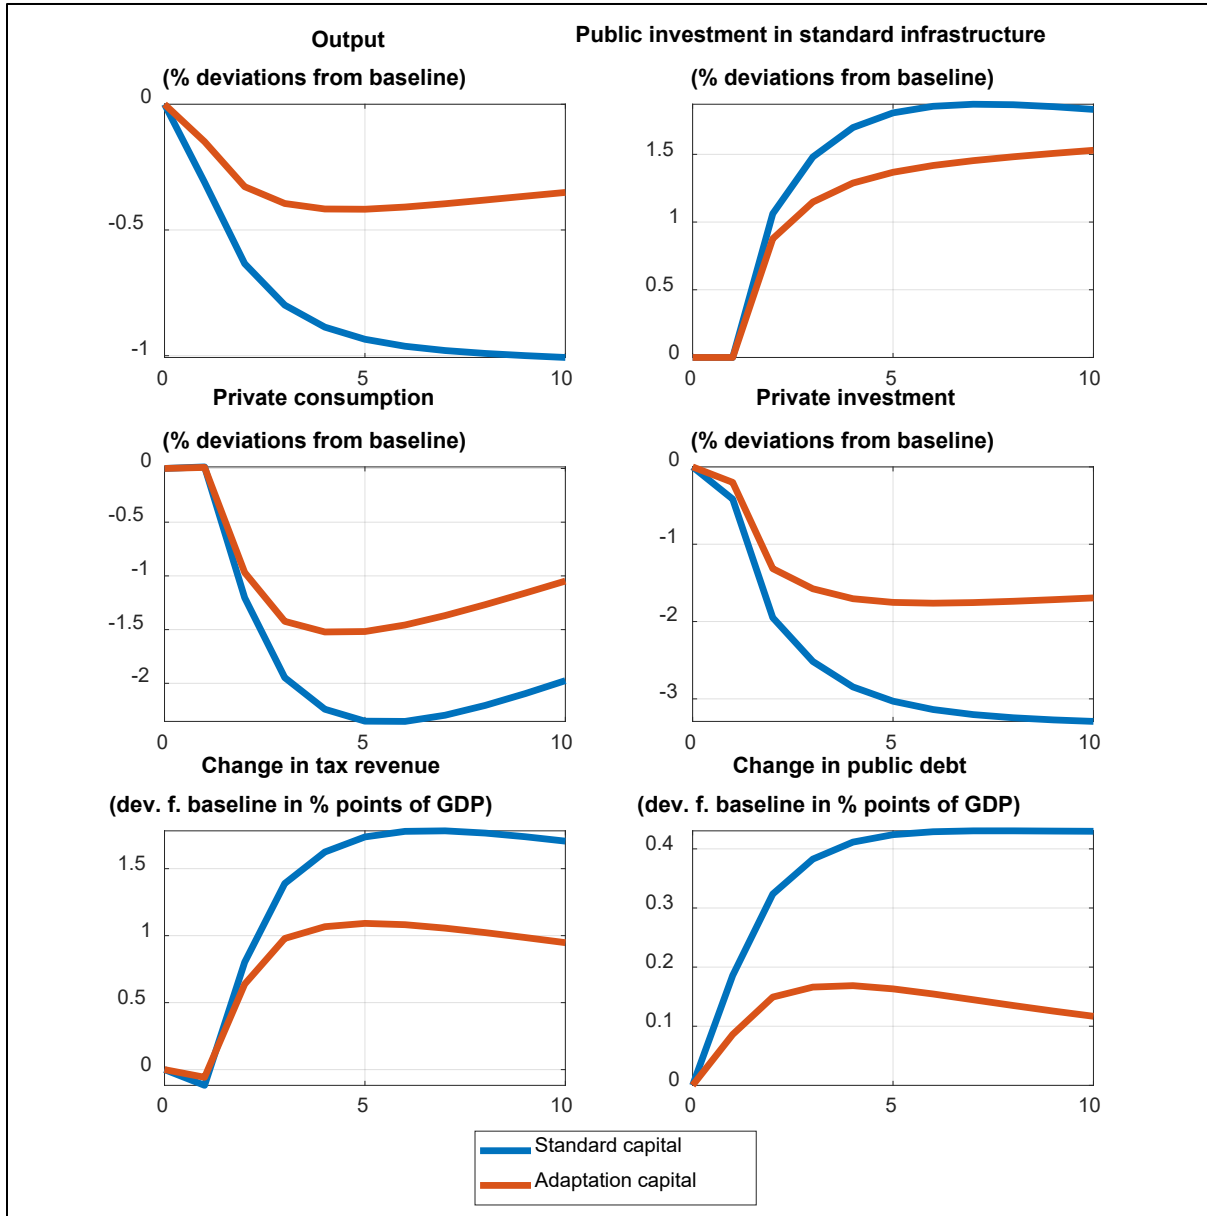 Output
(% deviations from baseline)
0
-0.5
-1
0 5 10
Public investment in standard infrastructure
(% deviations from baseline)
1.5
1
0.5
0
0 5 10
Private consumption
(% deviations from baseline)
0
-0.5
-1
-1.5
-2
0 5 10
Private investment
(% deviations from baseline)
0
-1
-2
-3
0 5 10
Change in tax revenue
(dev. f. baseline in % points of GDP)
1.5
1
0.5
0
0 5 10
Change in public debt
(dev. f. baseline in % points of GDP)
0.4
0.3
0.2
0.1
0
0 5 10
Standard capital
Adaptation capital